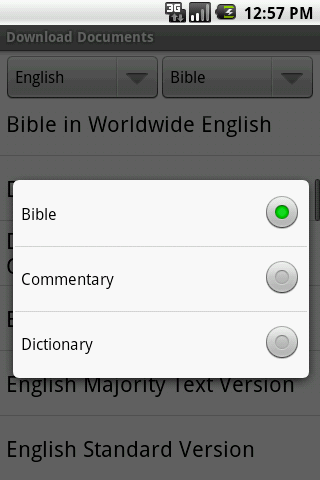 3G 12:57 PM
Download Documents
English Bible
Bible in Worldwide English
Bible
Commentary
Dictionary
English Majority Text Version
English Standard Version